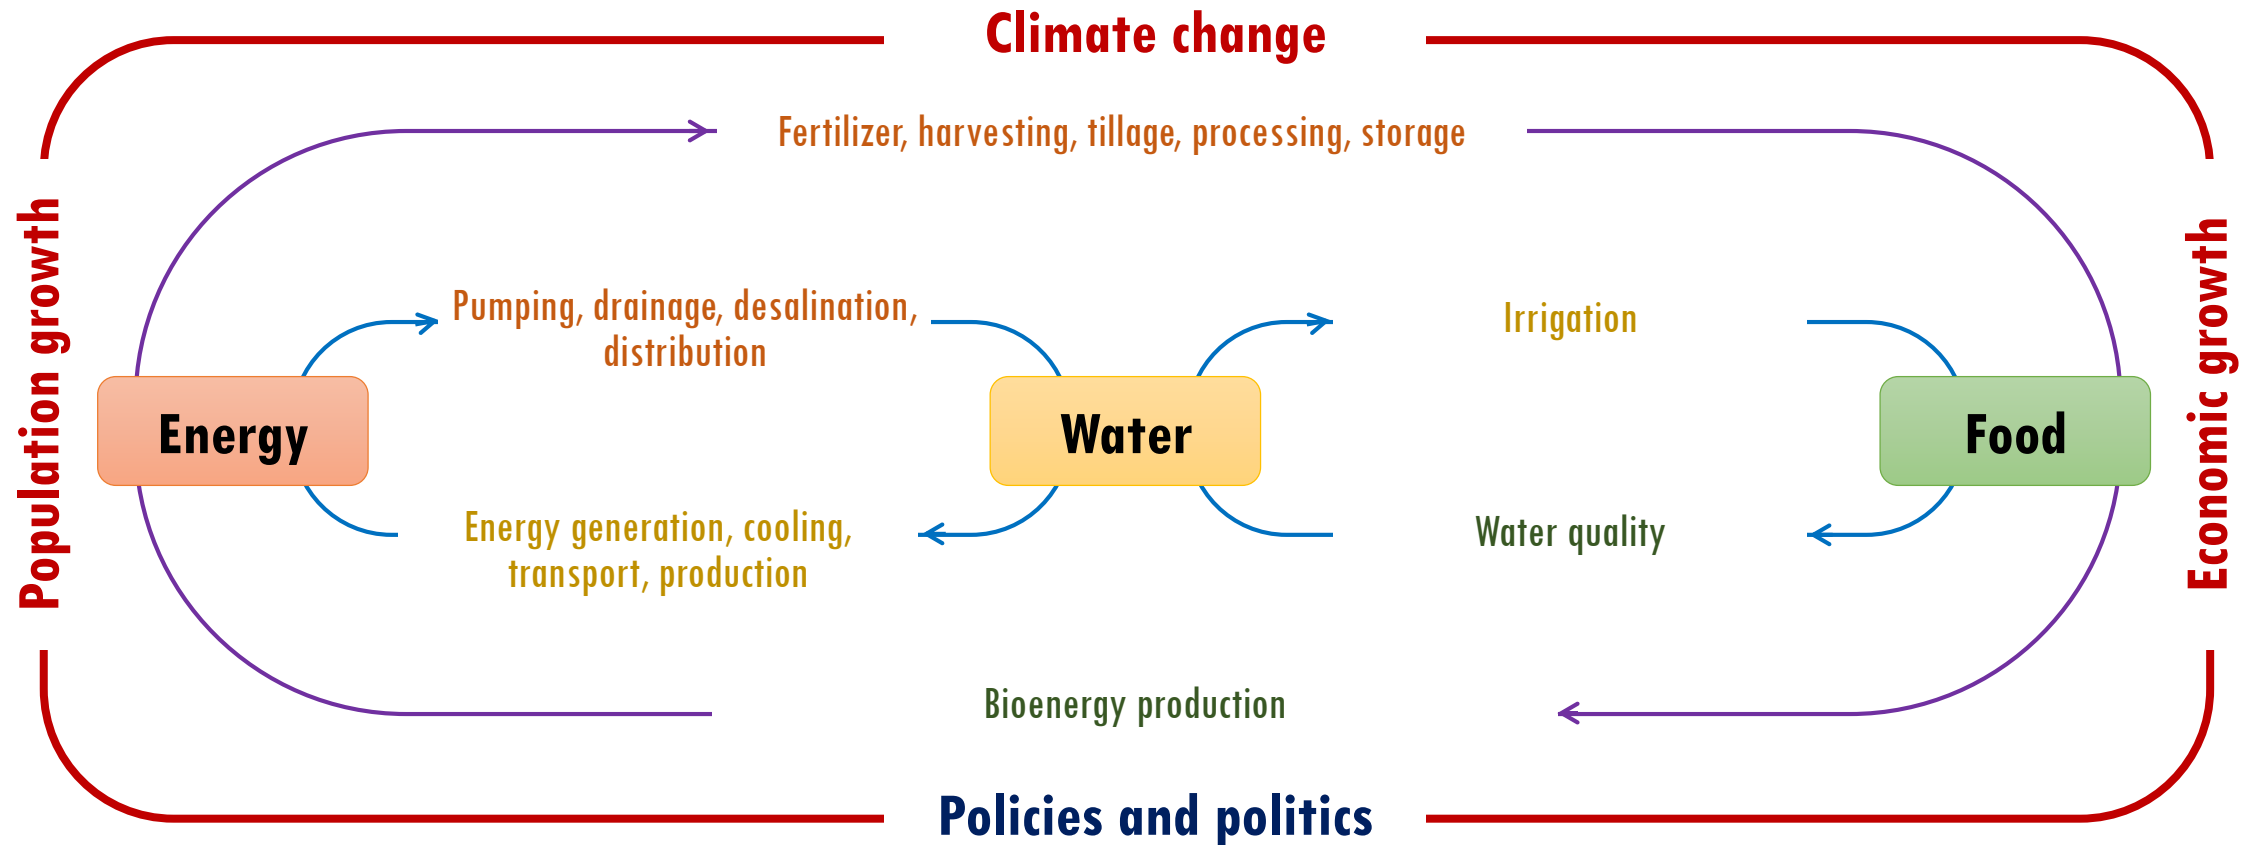 Climate change
Fertilizer, harvesting, tillage, processing, storage
Population growth
Economic growth
Pumping, drainage, desalination,
distribution
Irrigation
Energy
Water
Food
Energy generation, cooling,
transport, production
Water quality
Bioenergy production
Policies and politics